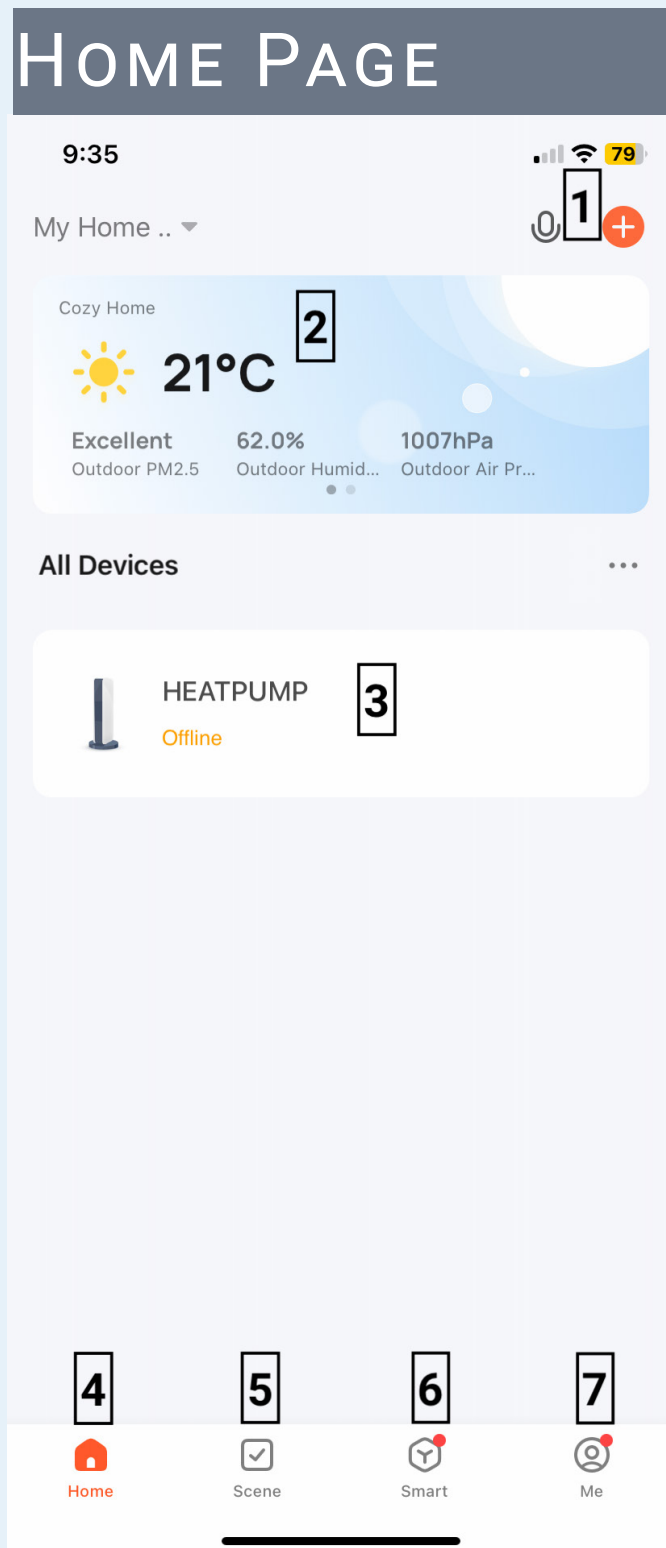 HOME PAGE
9:35 79
1
My Home ..
Cozy Home
2
21°C
Excellent 62.0% 1007hPa
Outdoor PM2.5 Outdoor Humid... Outdoor Air Pr...
All Devices
HEATPUMP
3
Offline
4 5 6 7
Home Scene Smart Me